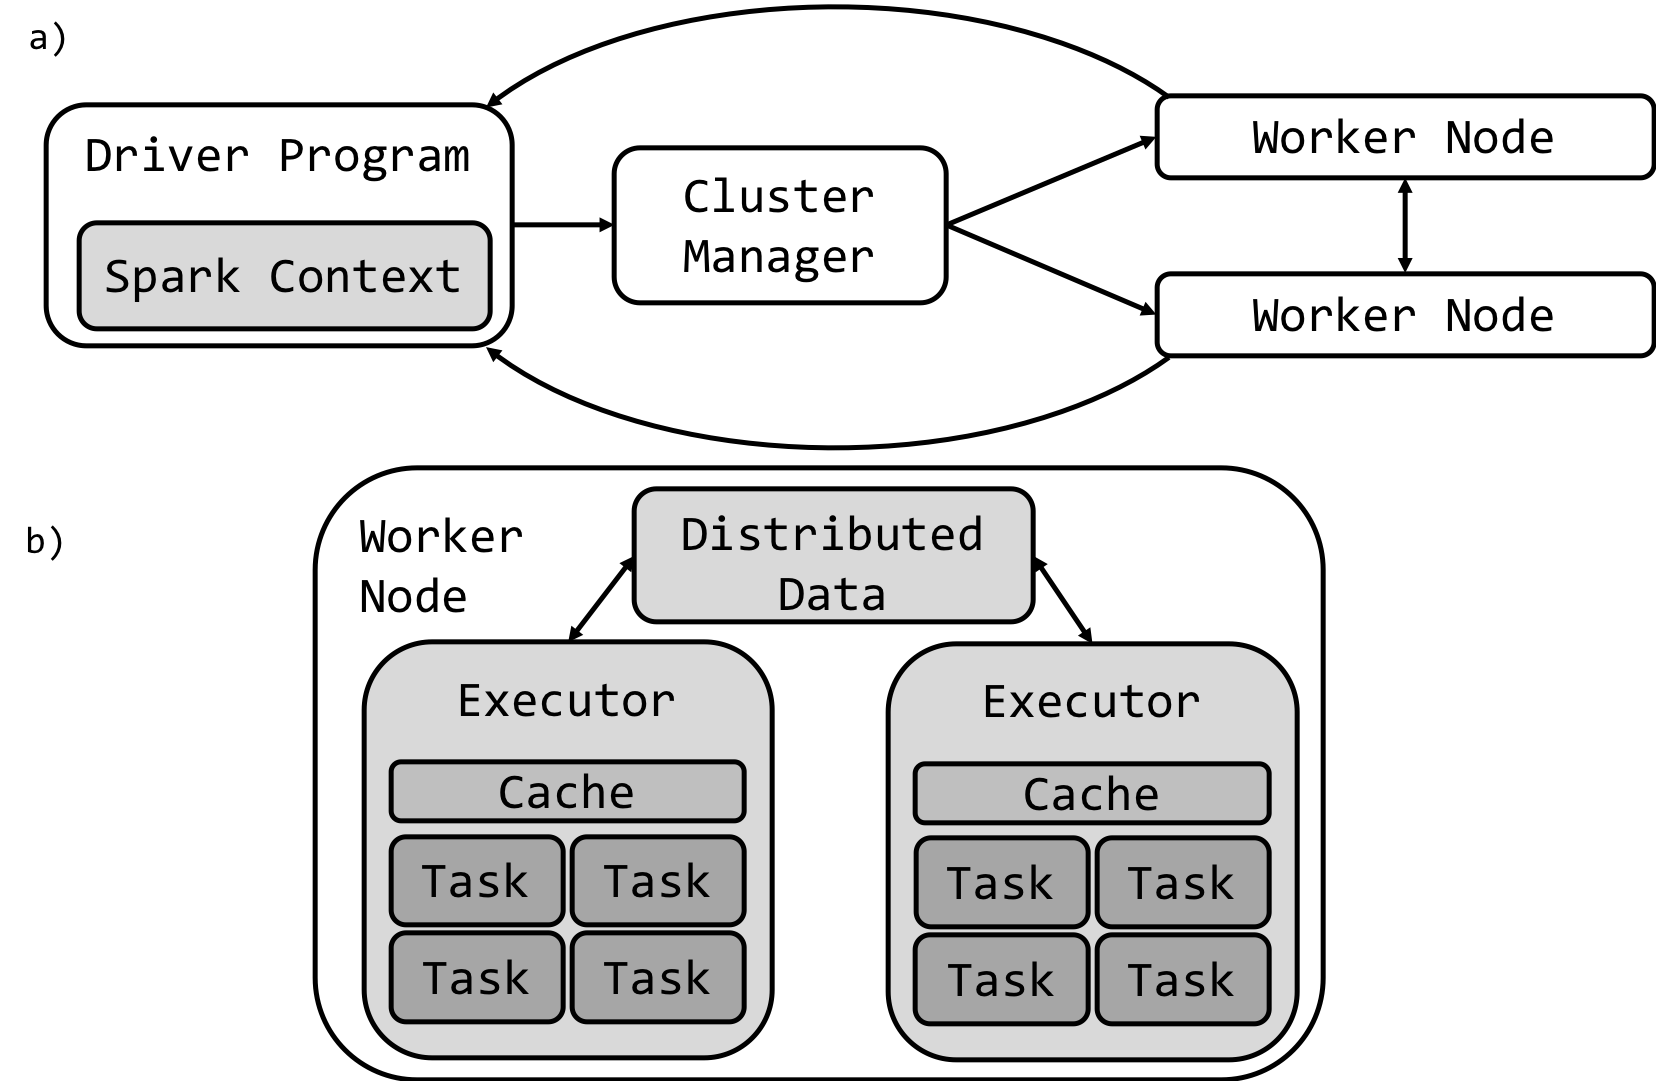 a)
Driver Program
Spark Context
Cluster
Manager
Worker Node
Worker Node
b)
Worker
Node
Distributed
Data
Executor
Cache
Task Task
Task Task
Executor
Cache
Task Task
Task Task